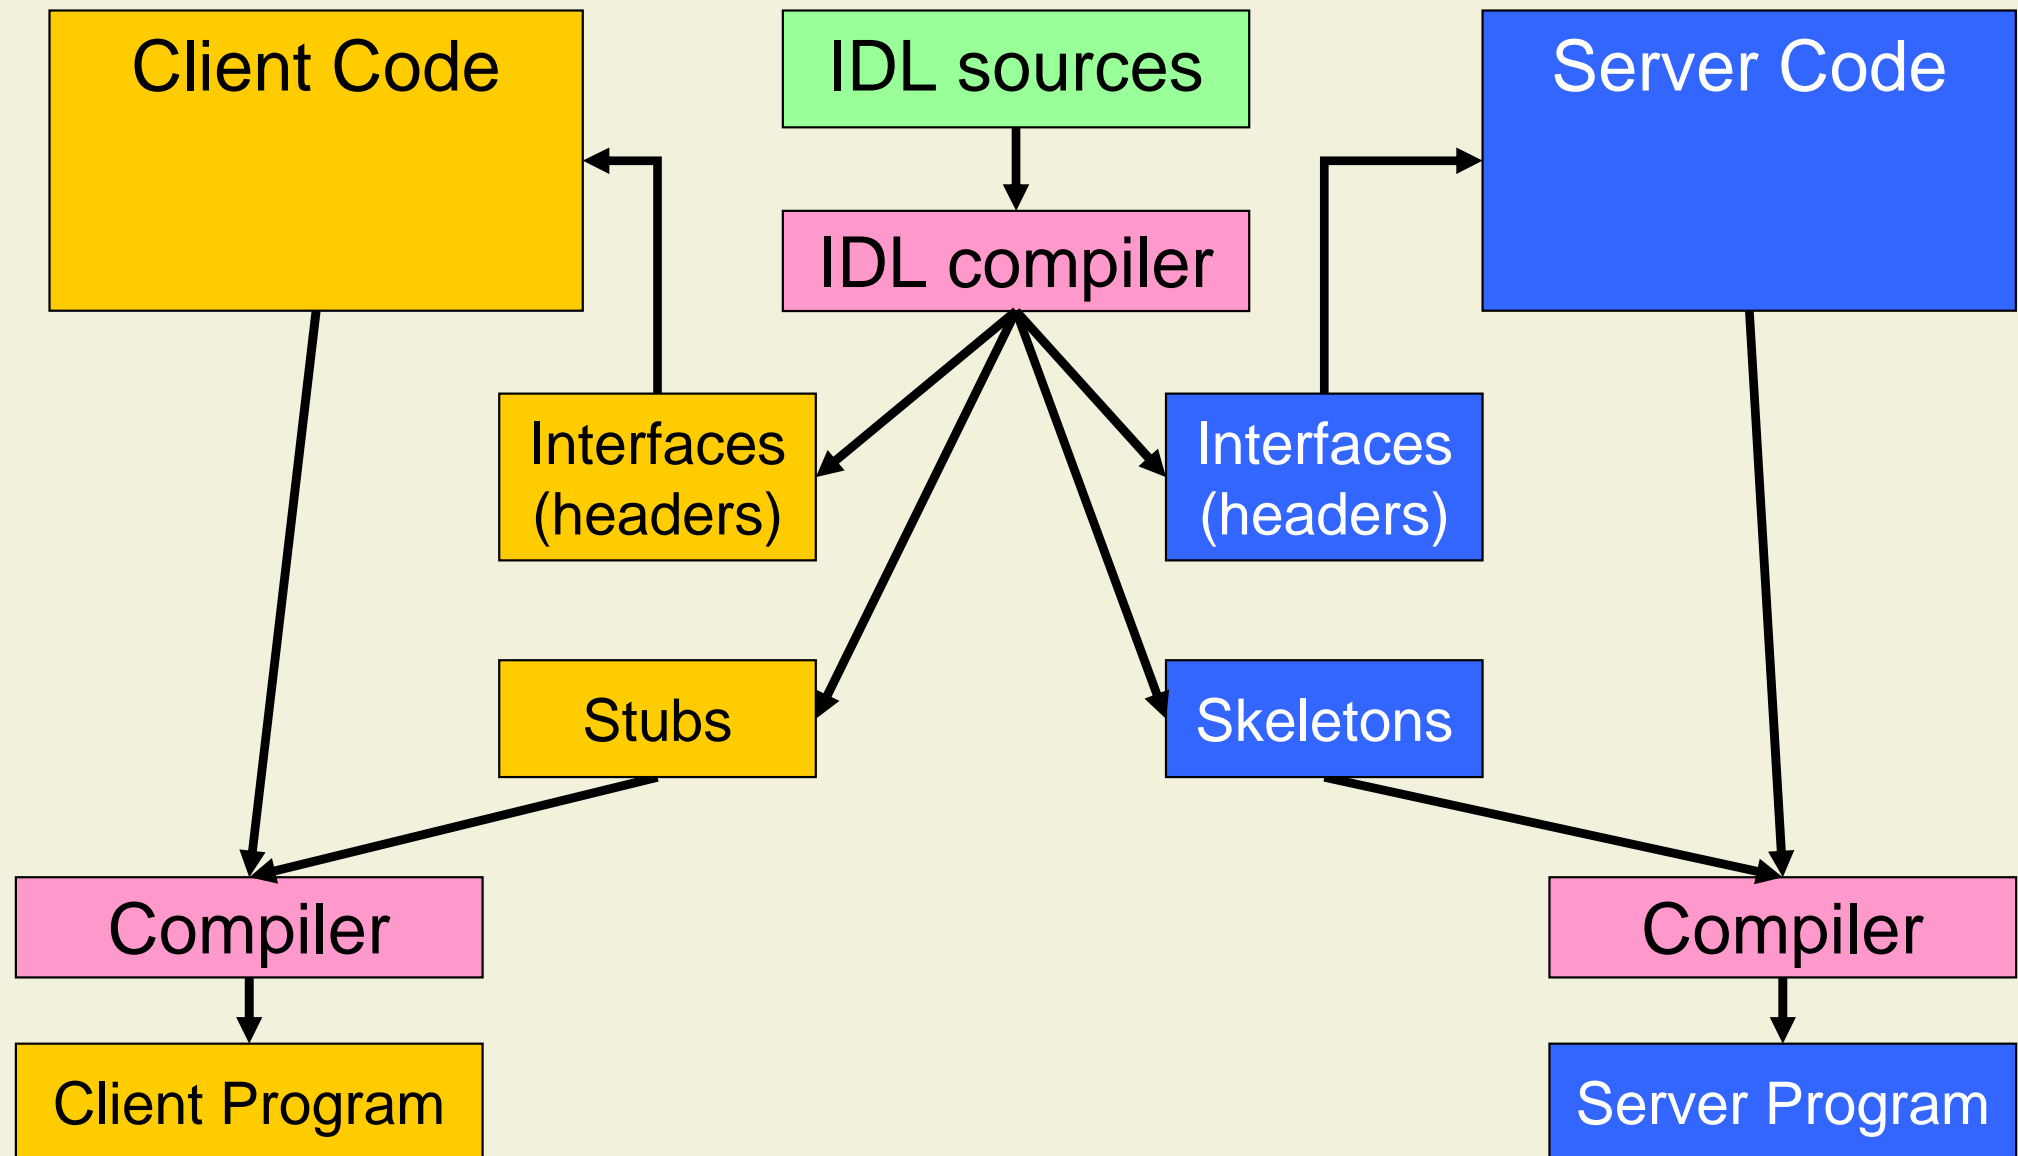 Client Code
IDL sources
Server Code
IDL compiler
Interfaces
(headers)
Interfaces
(headers)
Stubs
Skeletons
Compiler
Compiler
Client Program
Server Program